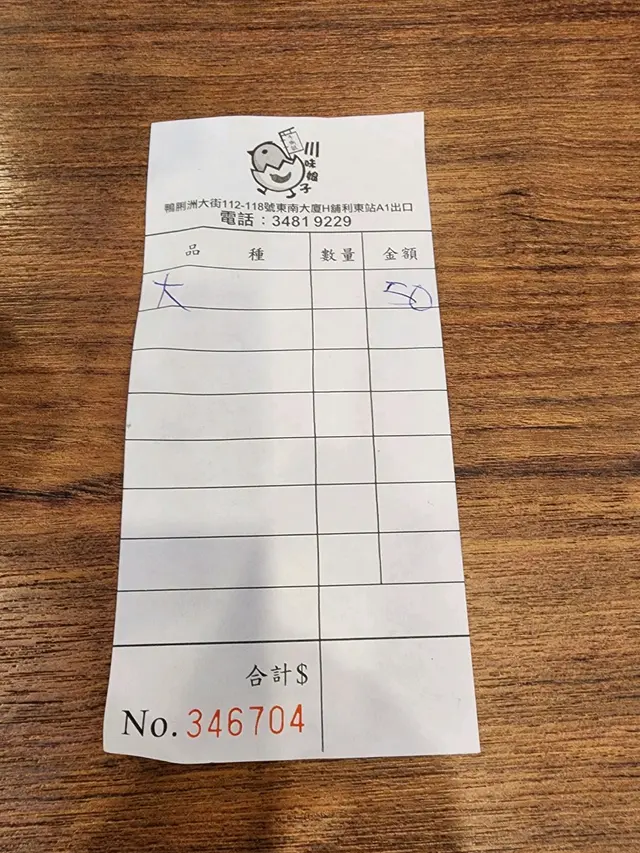 川味嫂子
鴨脷洲大街112-118號東南大廈H舖利東站A1出口
電話：3481 9229
品種 數量 金額
大 50
合計$
No. 346704